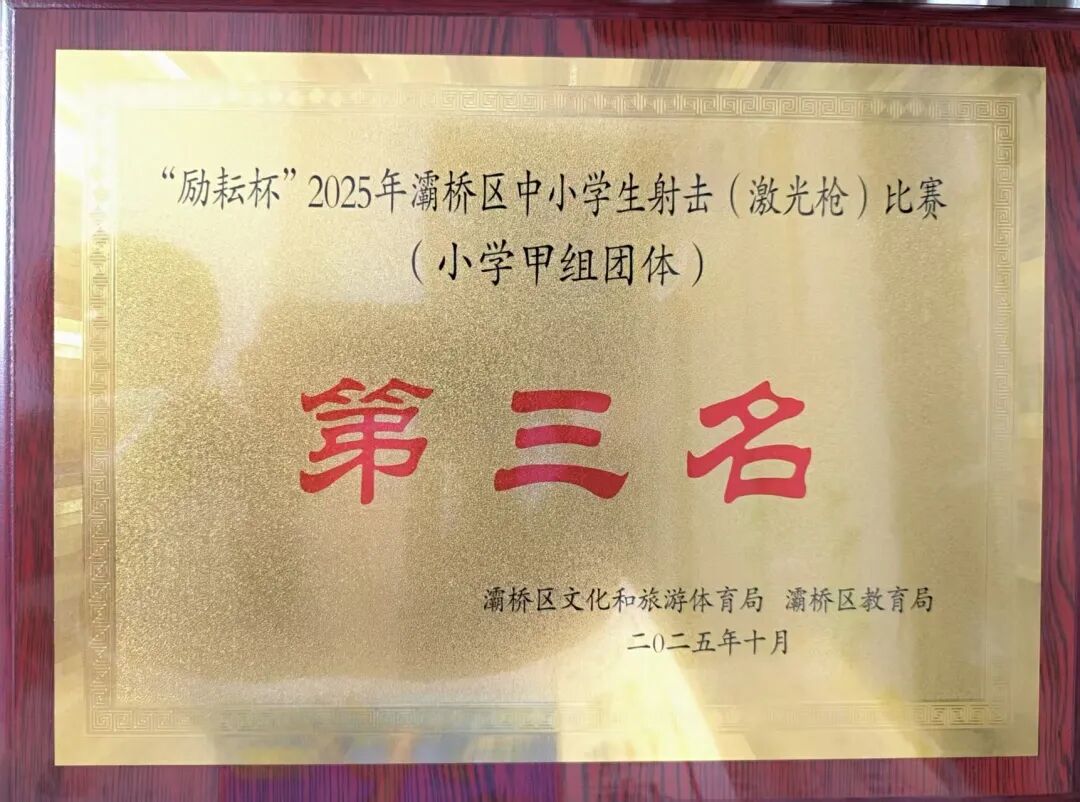 “励耘杯”2025年灞桥区中小学生射击（激光枪）比赛
（小学甲组团体）
第三名
灞桥区文化和旅游体育局 灞桥区教育局
二〇二五年十月